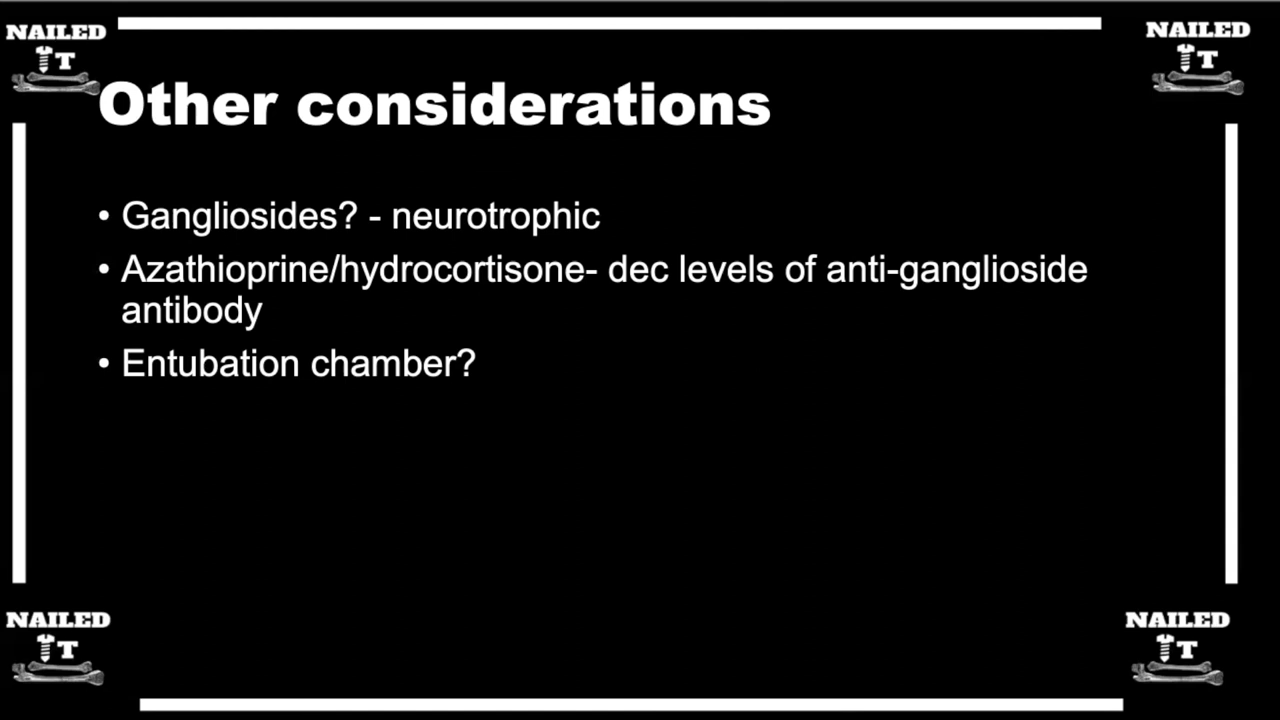 NAILED
IT
NAILED
IT
Other considerations
• Gangliosides? - neurotrophic
• Azathioprine/hydrocortisone- dec levels of anti-ganglioside
antibody
• Entubation chamber?
NAILED
IT
NAILED
IT